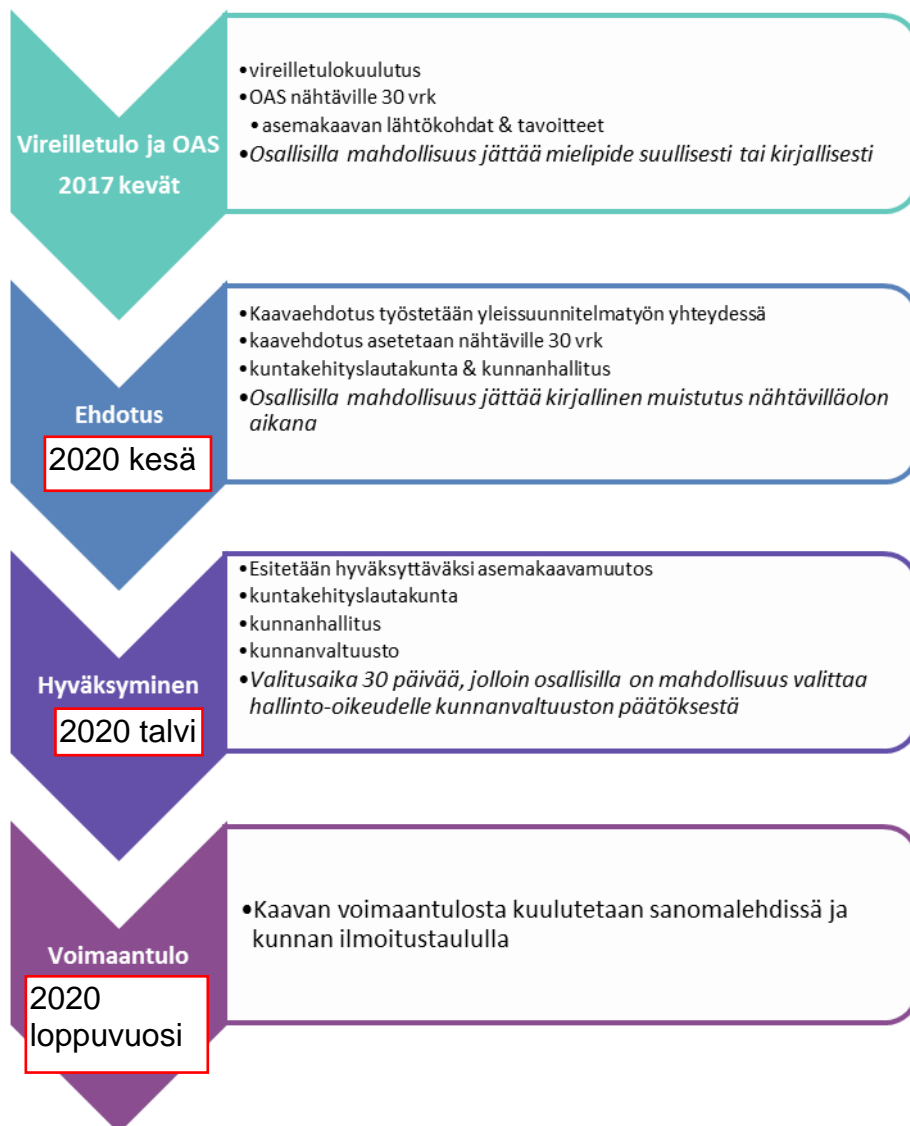 Vireilletulo ja OAS
2017 kevät
•vireilletulokuulutus
•OAS nähtäville 30 vrk
•asemakaavan lähtökohdat & tavoitteet
•Osallisilla mahdollisuus jättää mielipide suullisesti tai kirjallisesti
Ehdotus
2020 kesä
•Kaavaehdotus työstetään yleissuunnitelmatyön yhteydessä
•kaavehdotus asetetaan nähtäville 30 vrk
•kuntakehityslautakunta & kunnanhallitus
•Osallisilla mahdollisuus jättää kirjallinen muistutus nähtävilläolon
aikana
Hyväksyminen
2020 talvi
•Esitetään hyväksyttäväksi asemakaavamuutos
•kuntakehityslautakunta
•kunnanhallitus
•kunnanvaltuusto
•Valitusaika 30 päivää, jolloin osallisilla on mahdollisuus valittaa
hallinto-oikeudelle kunnanvaltuuston päätöksestä
Voimaantulo
2020
loppuvuosi
•Kaavan voimaantulosta kuulutetaan sanomalehdissä ja
kunnan ilmoitustaululla